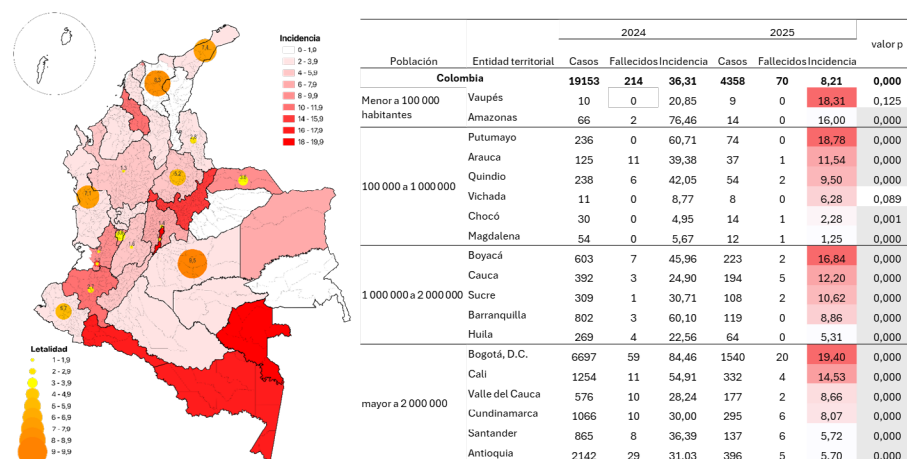 Incidencia
0 - 1,9
2 - 3,9
4 - 5,9
6 - 7,9
8 - 9,9
10 - 11,9
14 - 15,9
16 - 17,9
18 - 19,9
Letalidad
1 - 1,9
2 - 2,9
3 - 3,9
4 - 4,9
5 - 5,9
6 - 6,9
7 - 7,9
8 - 8,9
9 - 9,9
2024 2025
valor p
Población Entidad territorial Casos Fallecidos Incidencia Casos Fallecidos Incidencia
Colombia 19153 214 36,31 4358 70 8,21 0,000
Menor a 100 000 habitantes
Vaupés 10 0 20,85 9 0 18,31 0,125
Amazonas 66 2 76,46 14 0 16,00 0,000
100 000 a 1 000 000
Putumayo 236 0 60,71 74 0 18,78 0,000
Arauca 125 11 39,38 37 1 11,54 0,000
Quindio 238 6 42,05 54 2 9,50 0,000
Vichada 11 0 8,77 8 0 6,28 0,089
Chocó 30 0 4,95 14 1 2,28 0,001
Magdalena 54 0 5,67 12 1 1,25 0,000
1 000 000 a 2 000 000
Boyacá 603 7 45,96 223 2 16,84 0,000
Cauca 392 3 24,90 194 5 12,20 0,000
Sucre 309 1 30,71 108 2 10,62 0,000
Barranquilla 802 3 60,10 119 0 8,86 0,000
Huila 269 4 22,56 64 0 5,31 0,000
mayor a 2 000 000
Bogotá, D.C. 6697 59 84,46 1540 20 19,40 0,000
Cali 1254 11 54,91 332 4 14,53 0,000
Valle del Cauca 576 10 28,24 177 2 8,66 0,000
Cundinamarca 1066 10 30,00 295 6 8,07 0,000
Santander 865 8 36,39 137 6 5,72 0,000
Antioquia 2142 29 31,03 396 5 5,70 0,000